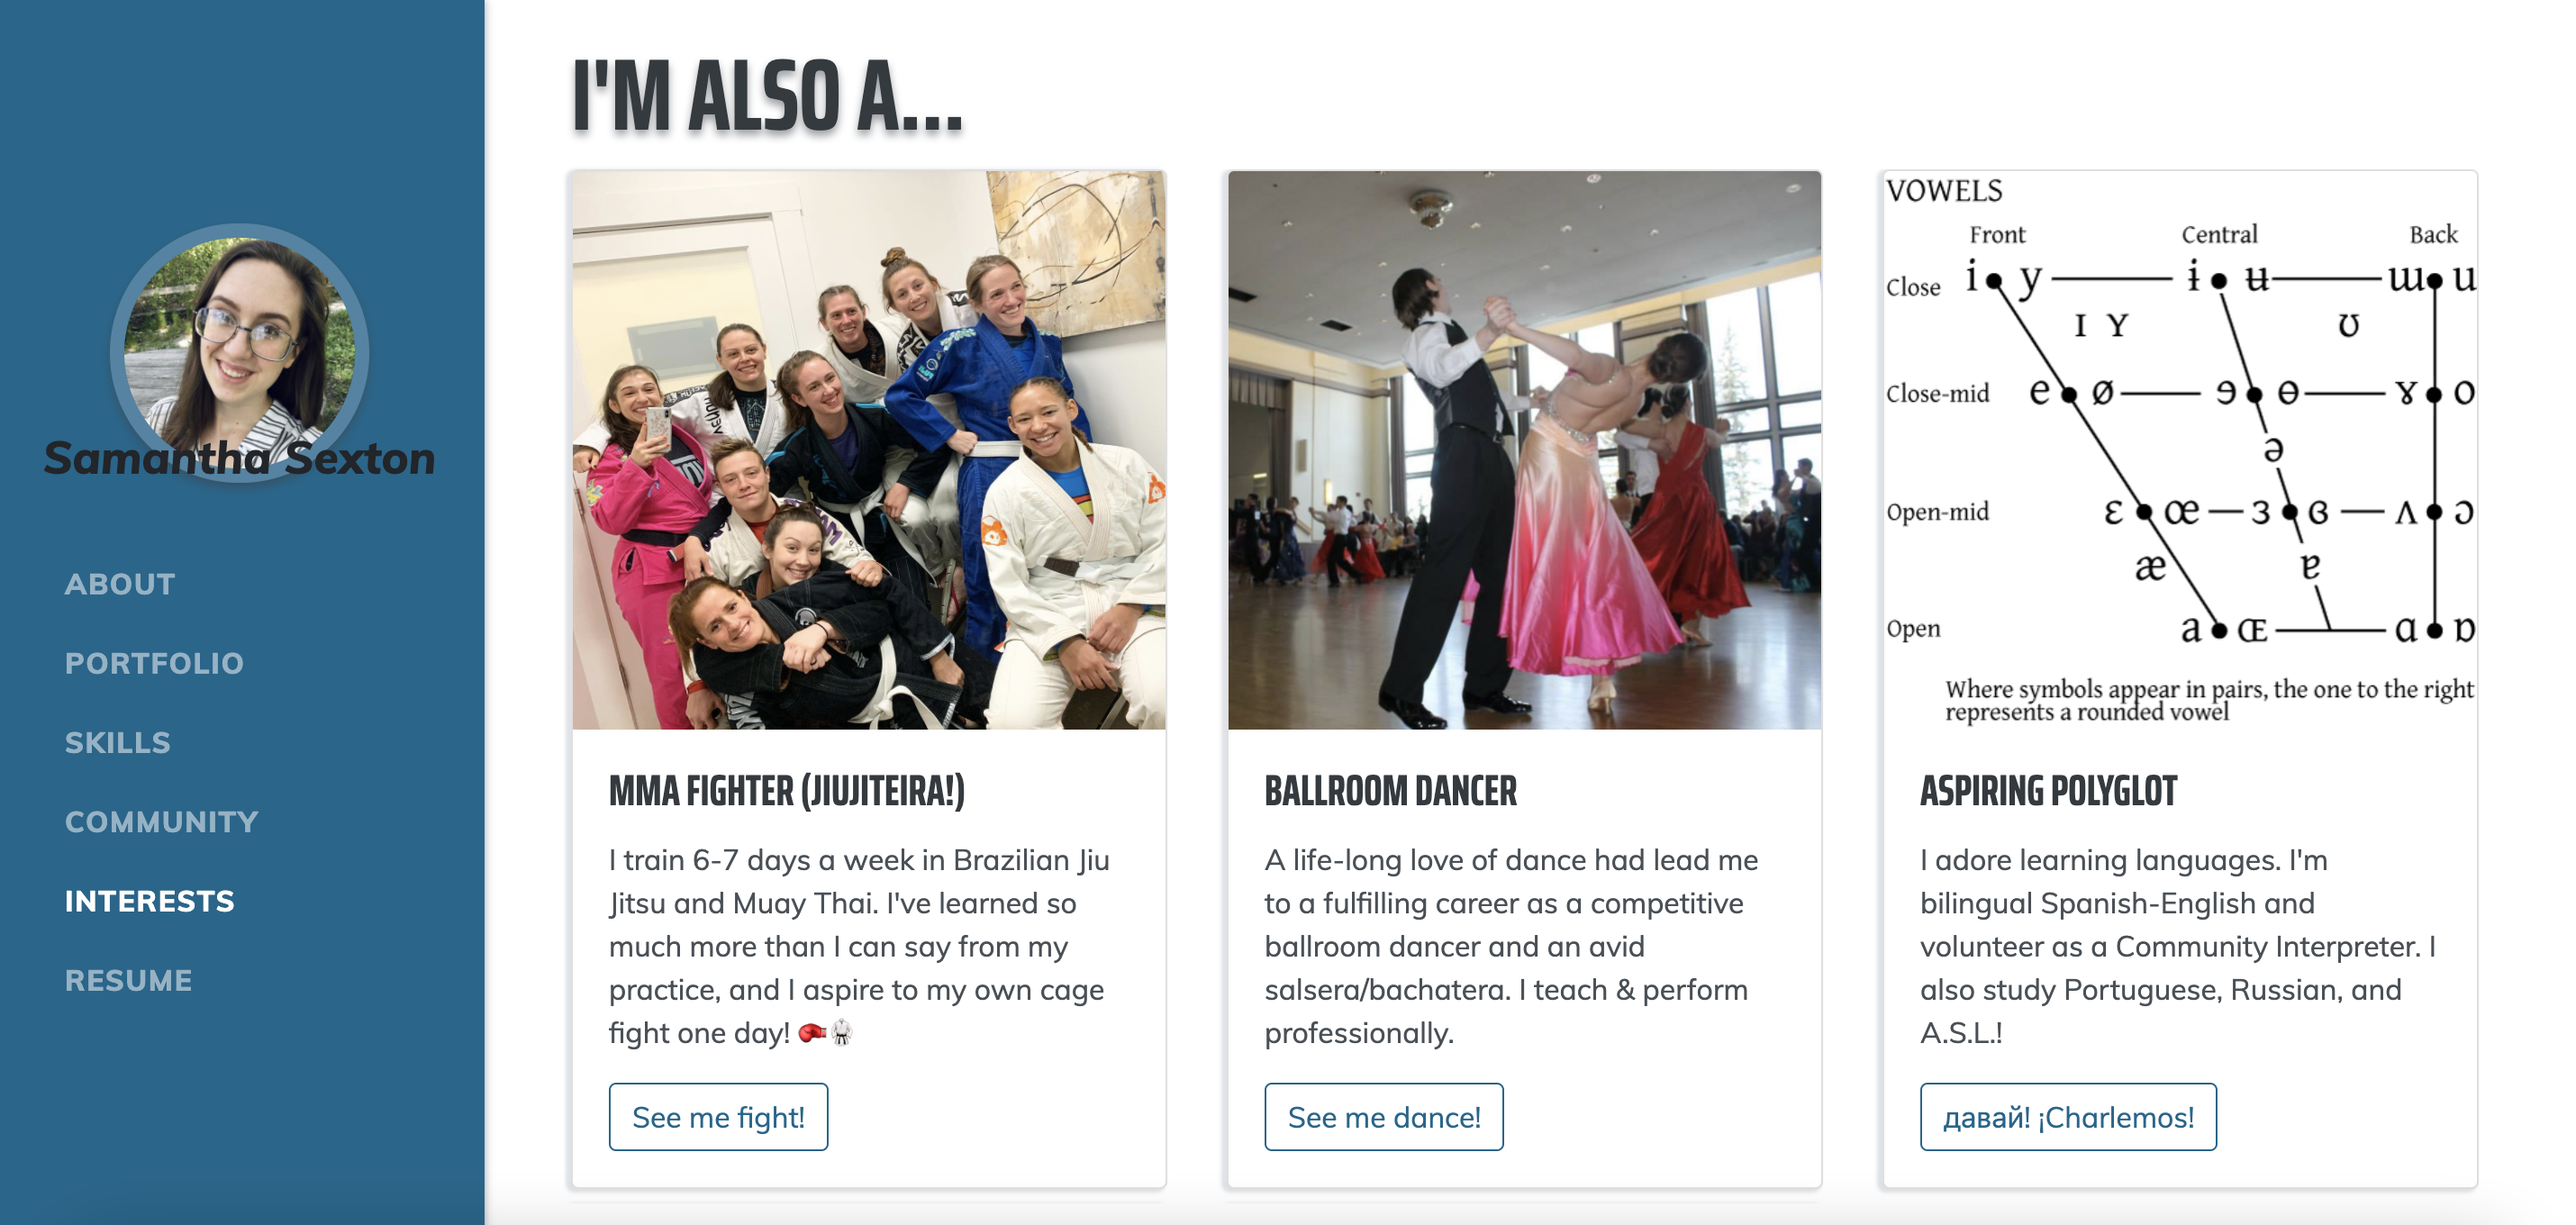 Samantha Sexton
ABOUT
PORTFOLIO
SKILLS
COMMUNITY
INTERESTS
RESUME
I'M ALSO A...
MMA FIGHTER (JIUJITEIRA!)
I train 6-7 days a week in Brazilian Jiu
Jitsu and Muay Thai. I've learned so
much more than I can say from my
practice, and I aspire to my own cage
fight one day! 🥊🥋
See me fight!
BALLROOM DANCER
A life-long love of dance had lead me
to a fulfilling career as a competitive
ballroom dancer and an avid
salsera/bachatera. I teach & perform
professionally.
See me dance!
VOWELS
Front Central Back
Close i y ɨ ʉ ɯ u
ɪ ʏ ʊ
Close-mid e ø ɘ ɵ ɤ o
ə
Open-mid ɛ œ ɜ ɞ ʌ ɔ
æ ɐ
Open a ɶ ɑ ɒ
Where symbols appear in pairs, the one to the right
represents a rounded vowel
ASPIRING POLYGLOT
I adore learning languages. I'm
bilingual Spanish-English and
volunteer as a Community Interpreter. I
also study Portuguese, Russian, and
A.S.L.!
давай! ¡Charlemos!